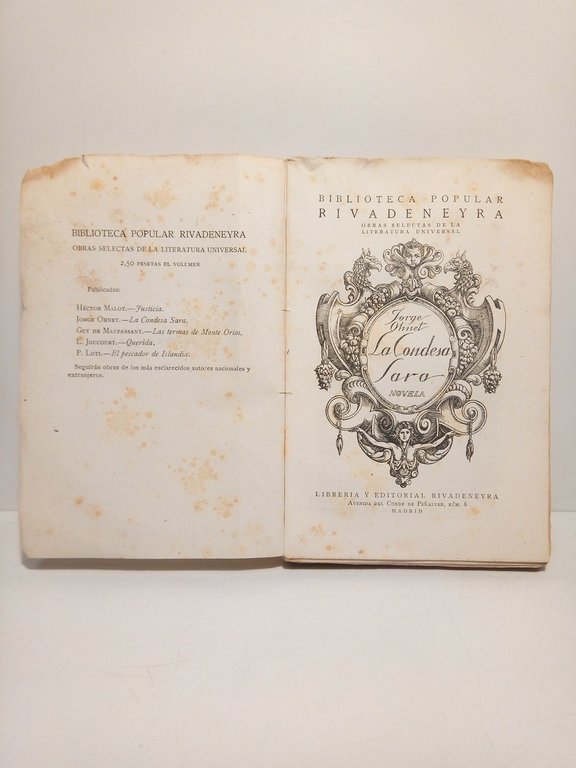 BIBLIOTECA POPULAR RIVADENEYRA
OBRAS SELECTAS DE LA LITERATURA UNIVERSAL
2,50 PESETAS EL VOLUMEN
Publicados:
HÉCTOR MALOT.—Justicia.
JORGE OHNET.—La Condesa Sara.
GUY DE MAUPASSANT.—Las termas de Monte Oriol.
L. JOUCOURT.—Querida.
P. LOTI.—El pescador de Islandia.
Seguirán obras de los más esclarecidos autores nacionales y
extranjeros.
BIBLIOTECA POPULAR
RIVADENEYRA
OBRAS SELECTAS DE LA
LITERATURA UNIVERSAL
Jorge
Ohnet
La Condesa
Sara
NOVELA
LIBRERIA Y EDITORIAL RIVADENEYRA
AVENIDA DEL CONDE DE PEÑALVER, NÚM. 8
MADRID